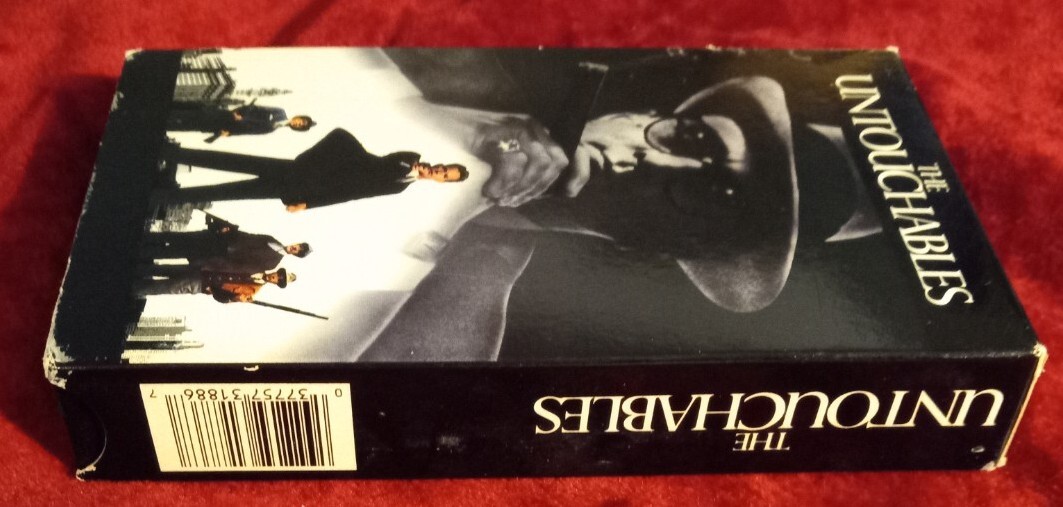 THE
UNTOUCHABLES
THE
UNTOUCHABLES
0 37757 31886 7